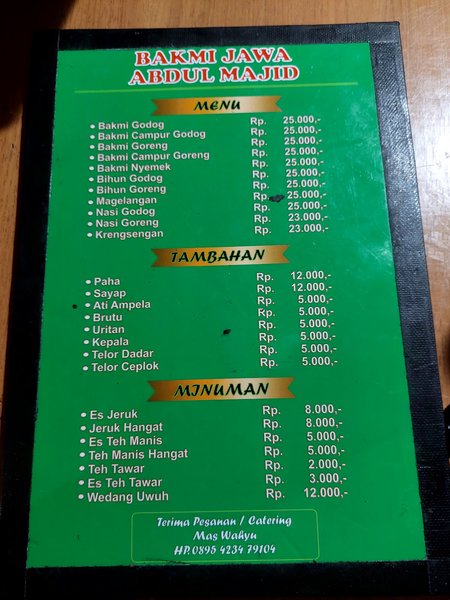 BAKMI JAWA
ABDUL MAJID
MENU
• Bakmi Godog Rp. 25.000,-
• Bakmi Campur Godog Rp. 25.000,-
• Bakmi Goreng Rp. 25.000,-
• Bakmi Campur Goreng Rp. 25.000,-
• Bakmi Nyemek Rp. 25.000,-
• Bihun Godog Rp. 25.000,-
• Bihun Goreng Rp. 25.000,-
• Magelangan Rp. 25.000,-
• Nasi Godog Rp. 25.000,-
• Nasi Goreng Rp. 23.000,-
• Krengsengan Rp. 23.000,-
TAMBAHAN
• Paha Rp. 12.000,-
• Sayap Rp. 12.000,-
• Ati Ampela Rp. 5.000,-
• Brutu Rp. 5.000,-
• Uritan Rp. 5.000,-
• Kepala Rp. 5.000,-
• Telor Dadar Rp. 5.000,-
• Telor Ceplok Rp. 5.000,-
MINUMAN
• Es Jeruk Rp. 8.000,-
• Jeruk Hangat Rp. 8.000,-
• Es Teh Manis Rp. 5.000,-
• Teh Manis Hangat Rp. 5.000,-
• Teh Tawar Rp. 2.000,-
• Es Teh Tawar Rp. 3.000,-
• Wedang Uwuh Rp. 12.000,-
Terima Pesanan / Catering
Mas Wahyu
HP.0895 4234 79104